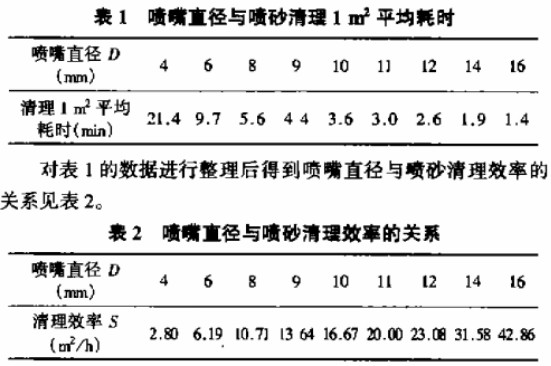 表1 喷嘴直径与喷砂清理1 m²平均耗时
喷嘴直径 D
(mm)
4 6 8 9 10 11 12 14 16
清理1 m²平均
耗时(min)
21.4 9.7 5.6 4 4 3.6 3.0 2.6 1.9 1.4
对表1的数据进行整理后得到喷嘴直径与喷砂清理效率的
关系见表2。
表2 喷嘴直径与喷砂清理效率的关系
喷嘴直径 D
(mm)
4 6 8 9 10 11 12 14 16
清理效率 S
(m²/h)
2.80 6.19 10.71 13 64 16.67 20.00 23.08 31.58 42.86